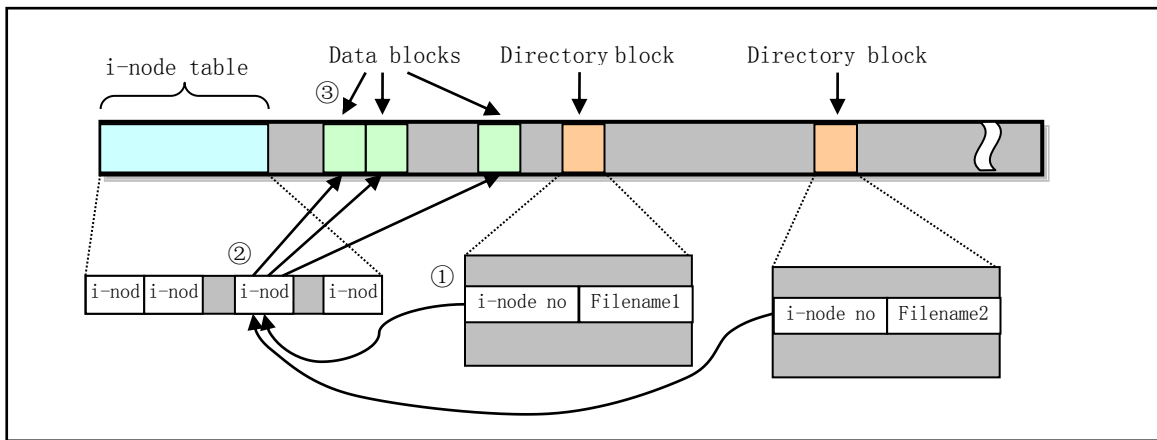 Data blocks
Directory block
Directory block
i-node table
③
②
①
i-nod
i-nod
i-nod
i-nod
i-node no
Filename1
i-node no
Filename2